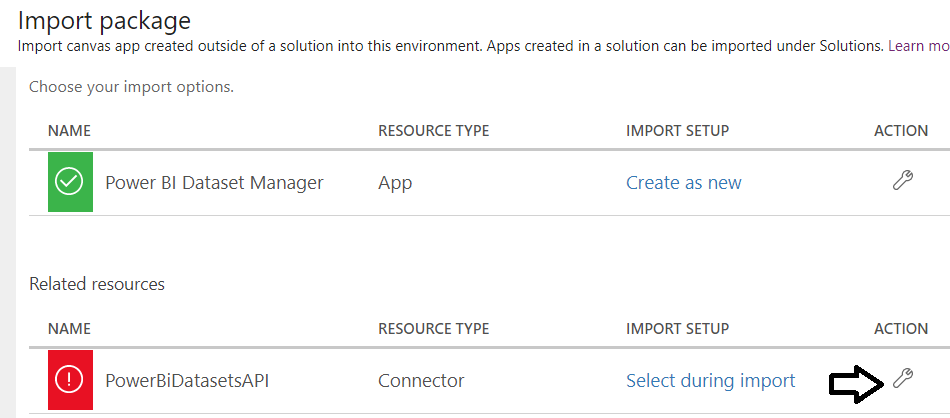 Import package
Import canvas app created outside of a solution into this environment. Apps created in a solution can be imported under Solutions. Learn mo
Choose your import options.
NAME RESOURCE TYPE IMPORT SETUP ACTION
Power BI Dataset Manager App Create as new
Related resources
NAME RESOURCE TYPE IMPORT SETUP ACTION
PowerBiDatasetsAPI Connector Select during import